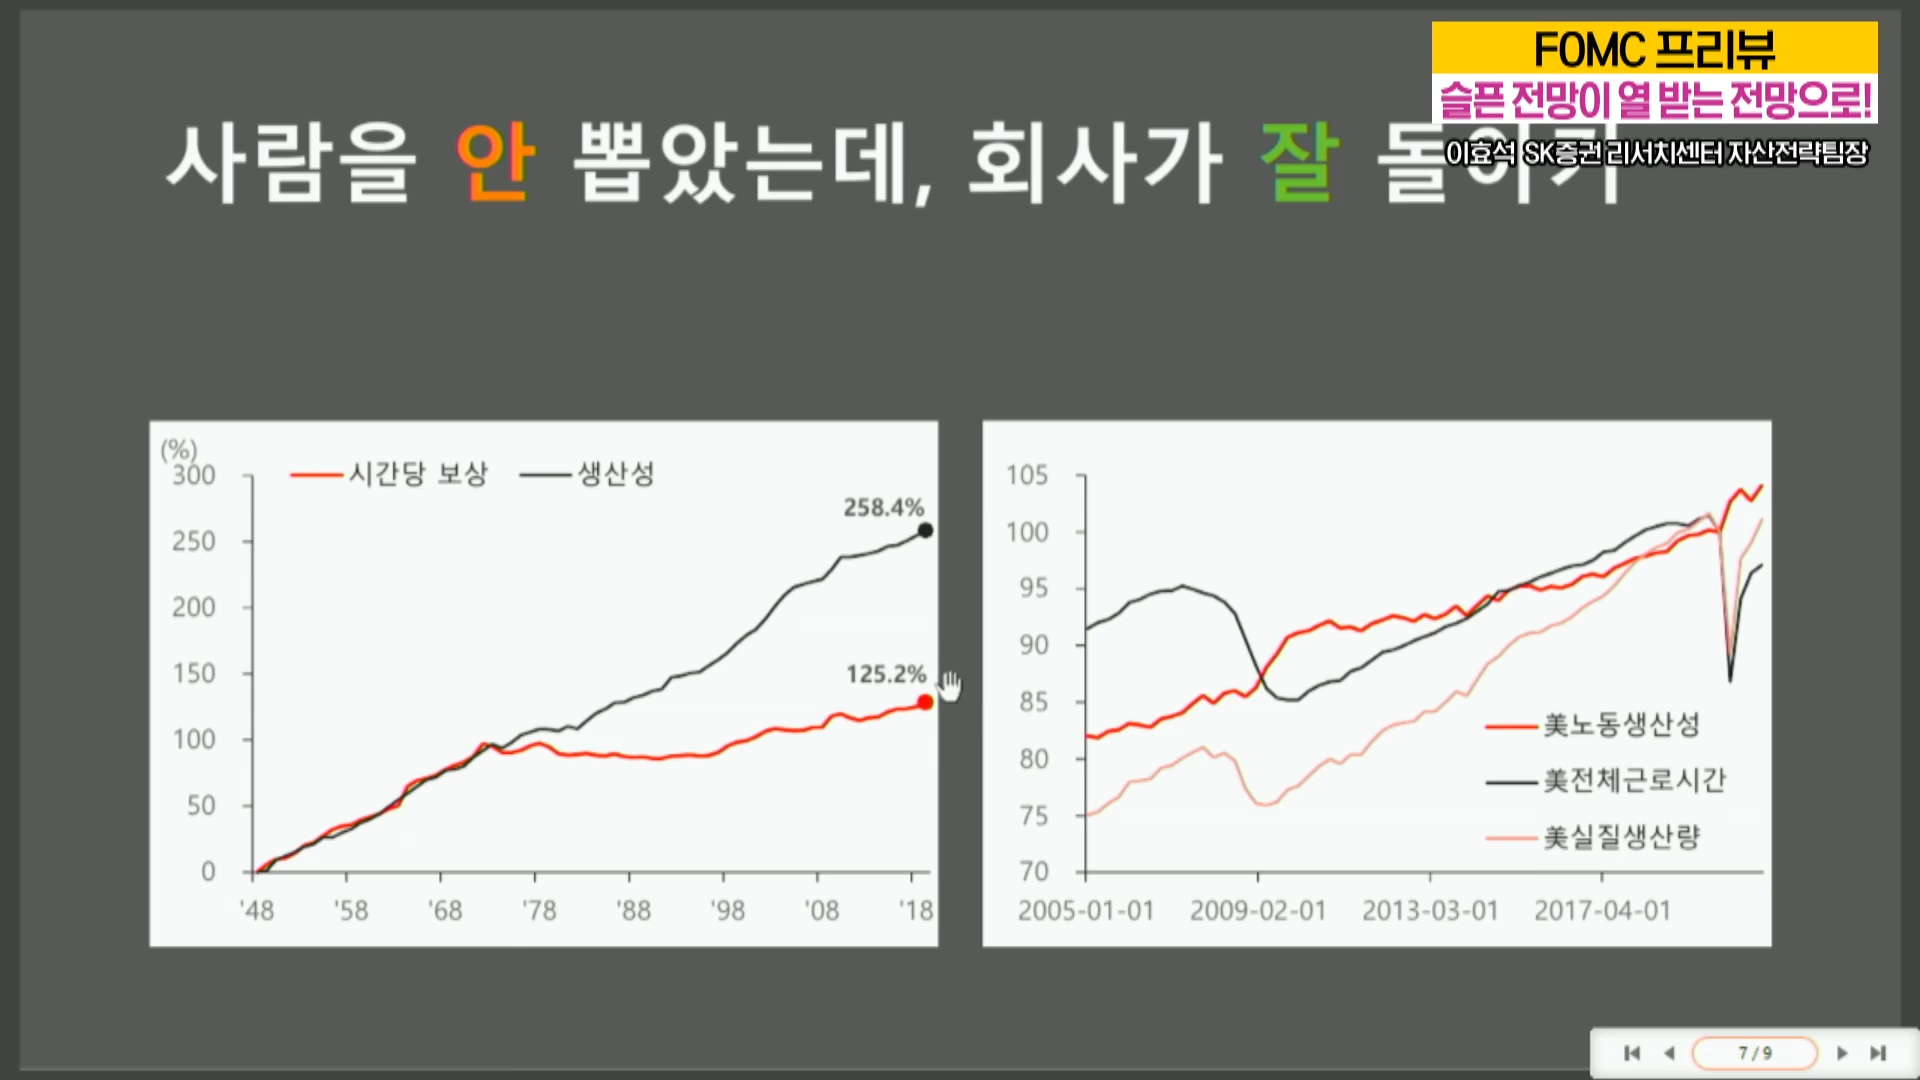 FOMC 프리뷰
슬픈 전망이 열 받는 전망으로!
이효석 SK증권 리서치센터 자산전략팀장
사람을 안 뽑았는데, 회사가 잘
(%)
시간당 보상 생산성
300
250
200
150
100
50
0
258.4%
125.2%
'48 '58 '68 '78 '88 '98 '08 '18
105
100
95
90
85
80
75
70
美노동생산성
美전체근로시간
美실질생산량
2005-01-01 2009-02-01 2013-03-01 2017-04-01
7 / 9